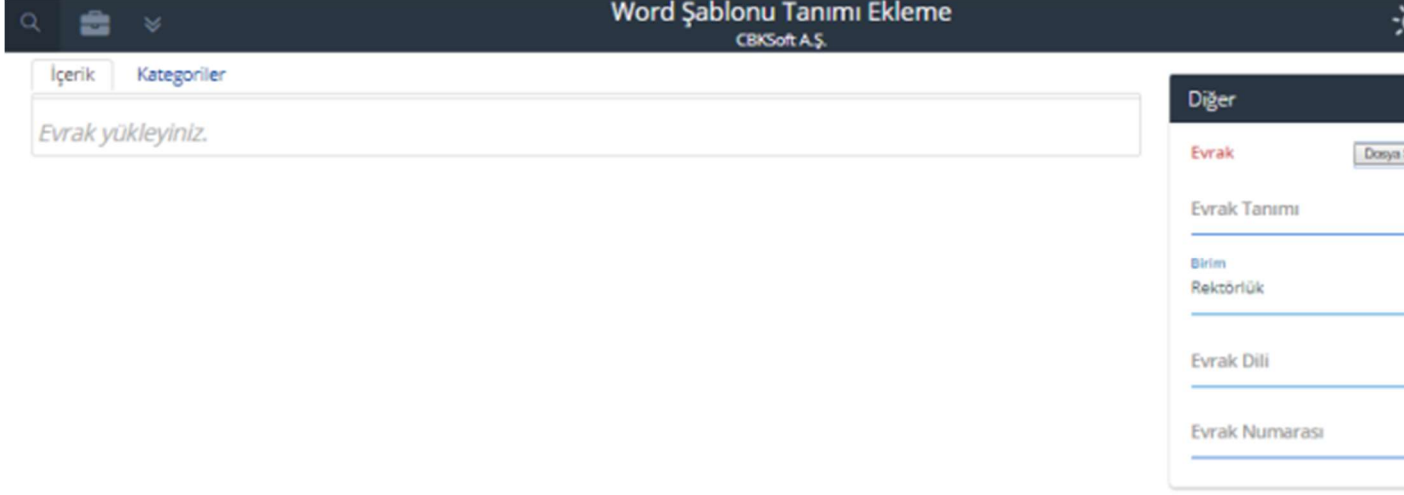 Word Şablonu Tanımı Ekleme
CBKSoft A.Ş.
İçerik Kategoriler
Evrak yükleyiniz.
Diğer
Evrak Dosya
Evrak Tanımı
Birim
Rektörlük
Evrak Dili
Evrak Numarası